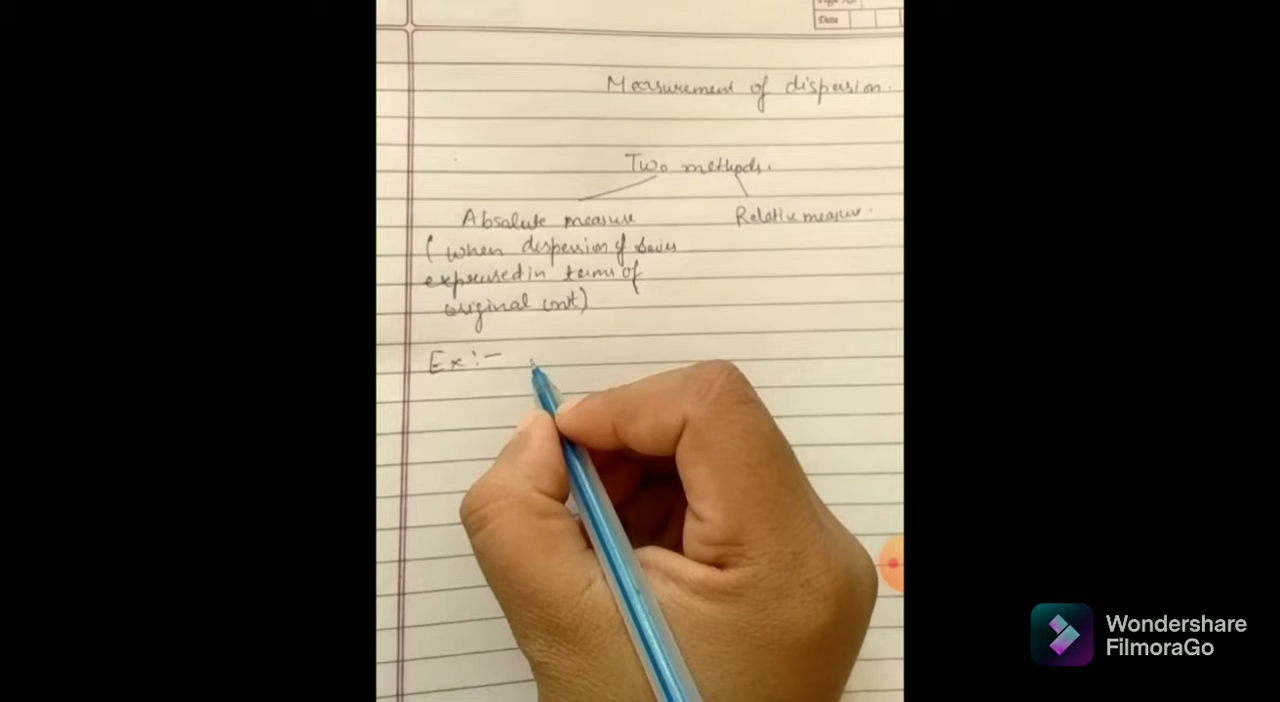 Date
Measurement of dispersion.
Two methods.
Absolute measure
Relative measure.
(when dispersion of series
expressed in terms of
original unit)
Ex:-
Wondershare
FilmoraGo